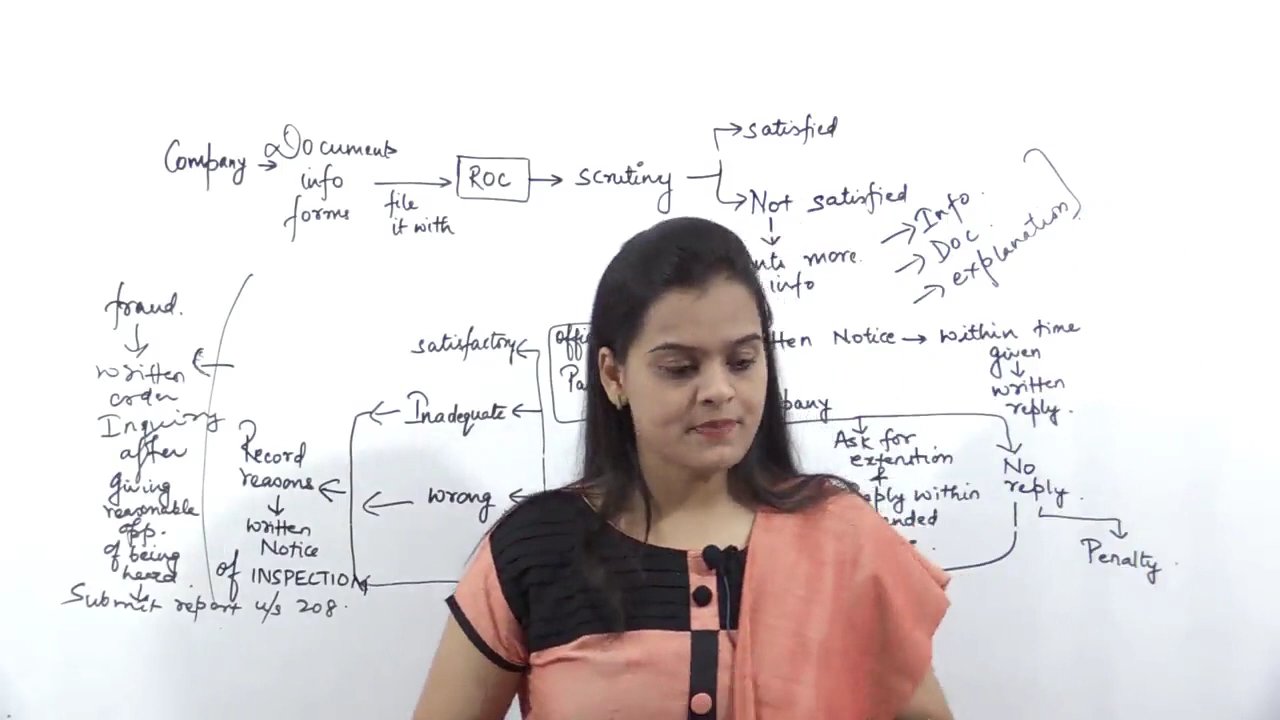 Company
Documents
info
forms
file
it with
ROC
scrutiny
satisfied
Not satisfied
more
info
Info.
Doc.
explanation
fraud.
written
order
Inquiry
after
giving
reasonable
opp.
of being
heard
Submit report u/s 208.
Record
reasons
written
Notice
of INSPECTION
satisfactory
Inadequate
wrong
Notice
within time
given
written
reply.
Ask for
extention
&
within
No
reply.
Penalty.